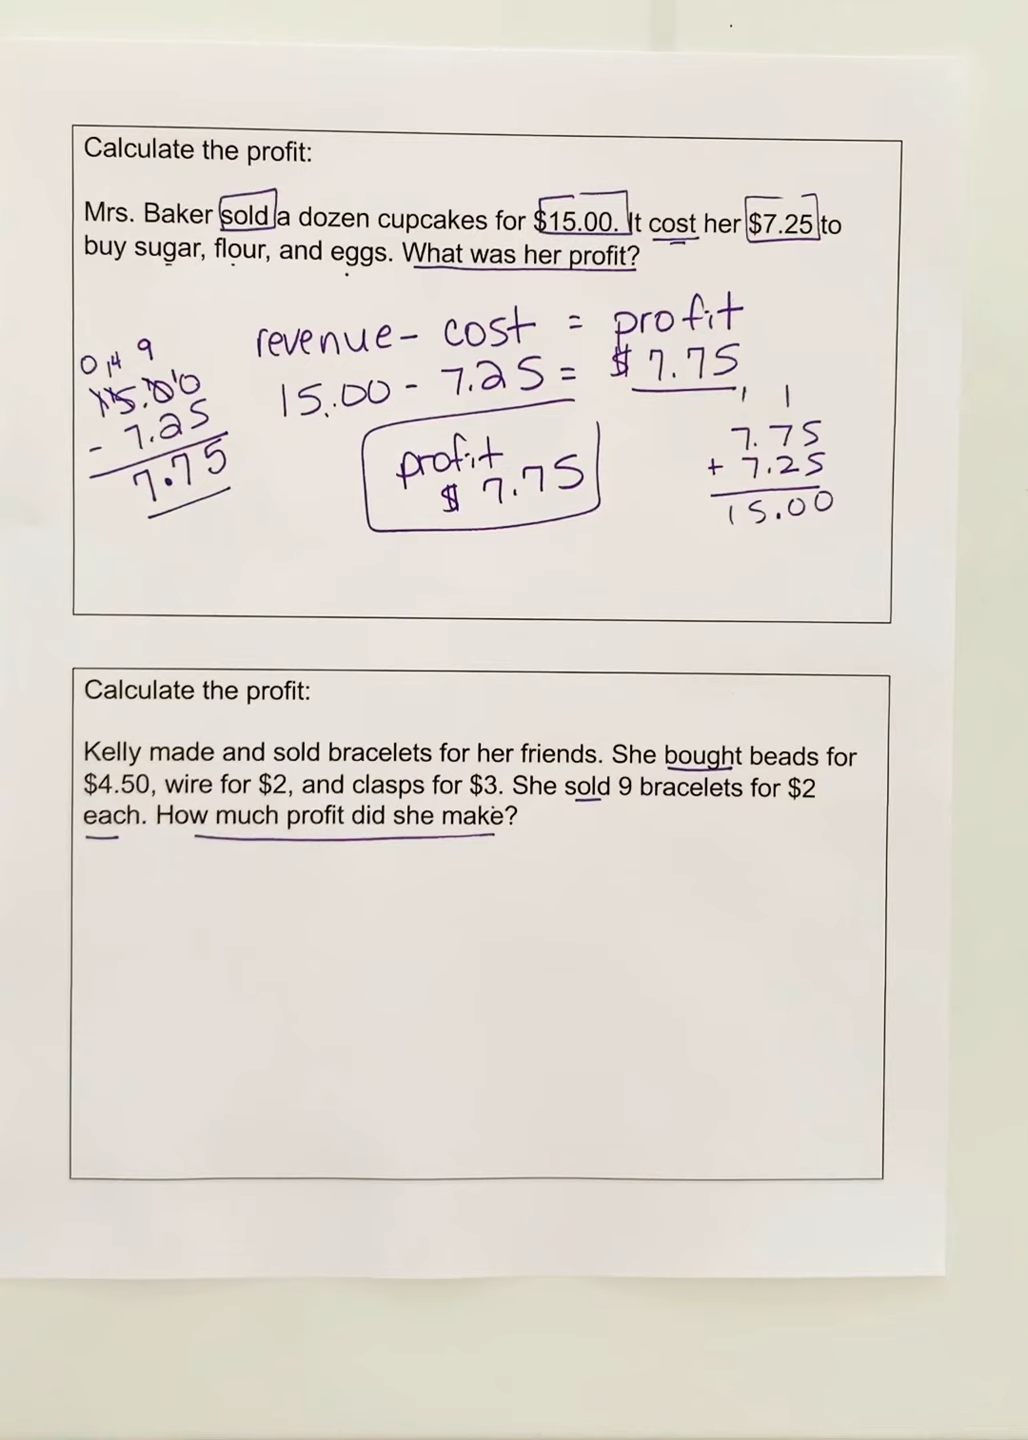 Calculate the profit:
Mrs. Baker sold a dozen cupcakes for $15.00. It cost her $7.25 to
buy sugar, flour, and eggs. What was her profit?
revenue - cost = profit
15.00 - 7.25 = $ 7.75
0 14 9
15.00
- 7.25
7.75
profit
$ 7.75
1 1
7.75
+ 7.25
15.00
Calculate the profit:
Kelly made and sold bracelets for her friends. She bought beads for
$4.50, wire for $2, and clasps for $3. She sold 9 bracelets for $2
each. How much profit did she make?